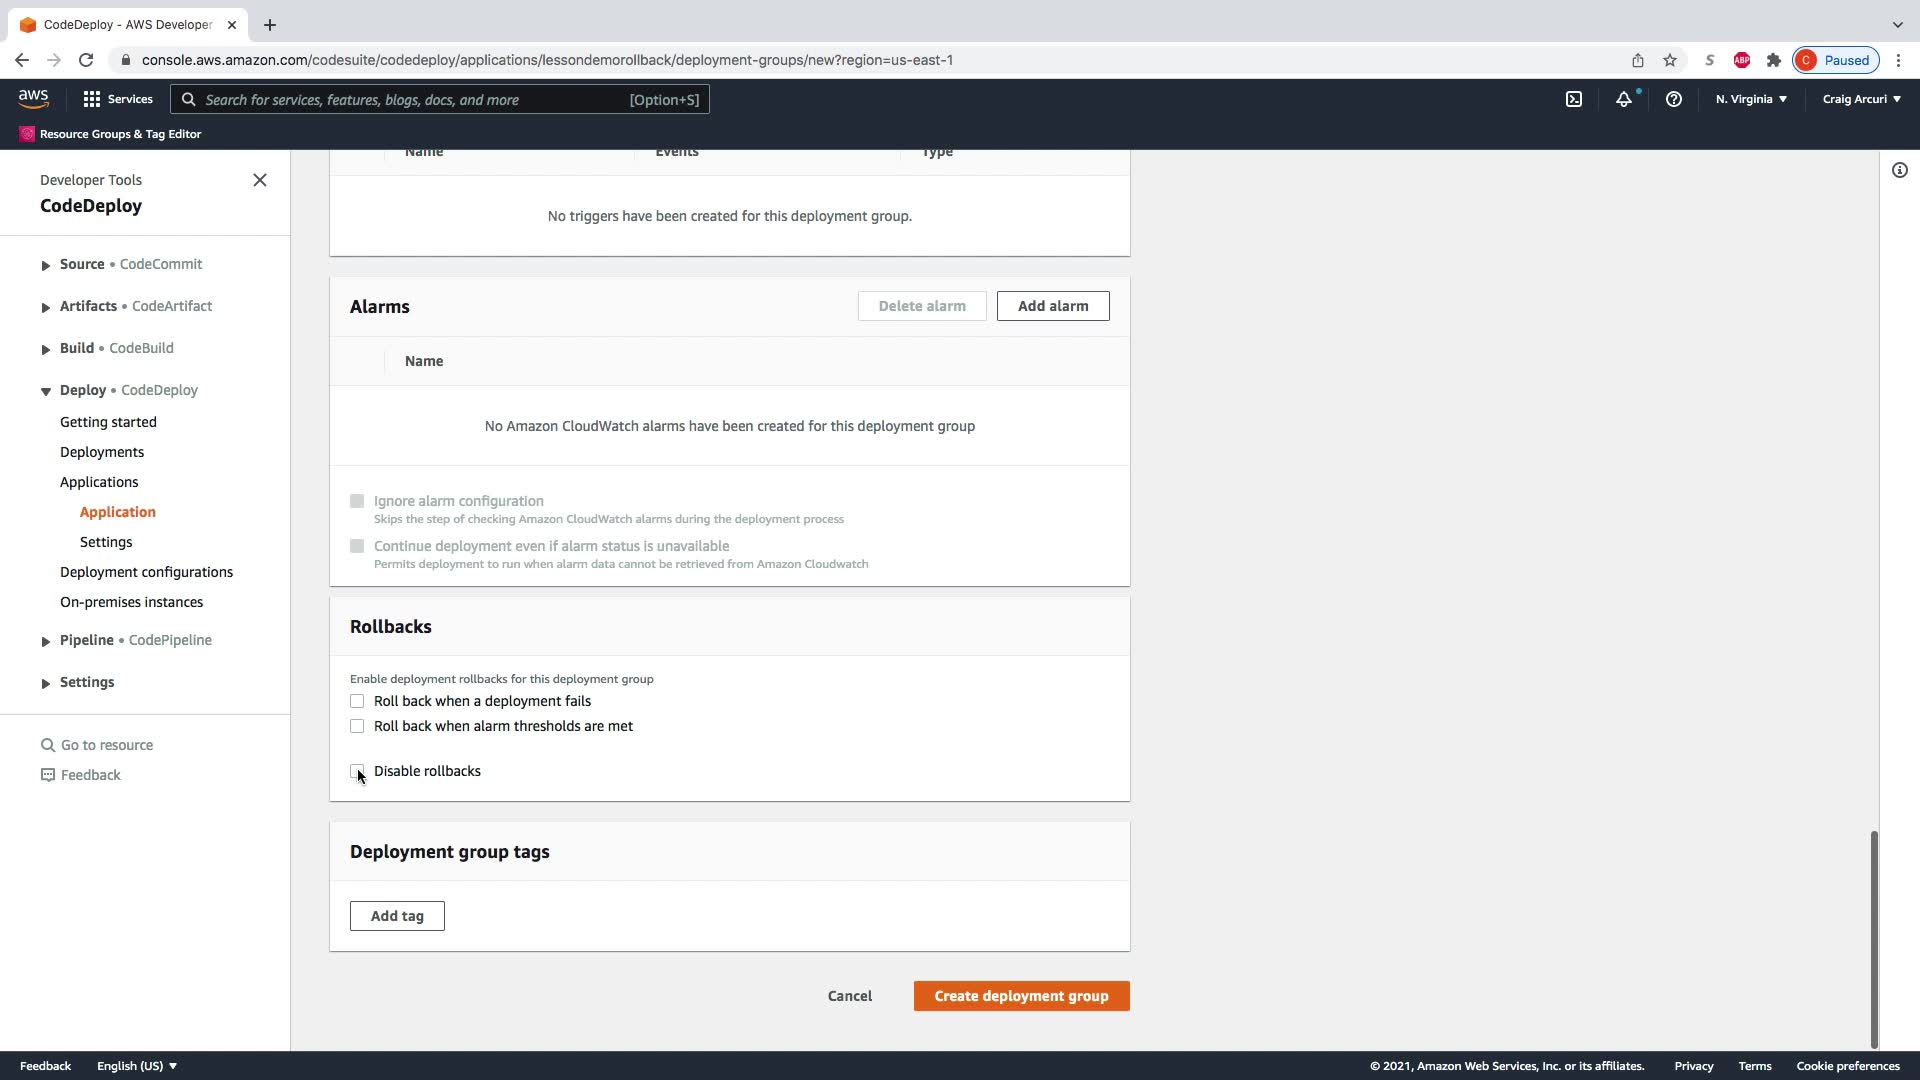 CodeDeploy - AWS Developer
console.aws.amazon.com/codesuite/codedeploy/applications/lessondemorollback/deployment-groups/new?region=us-east-1
S
ABP
C Paused
aws
Services
Search for services, features, blogs, docs, and more [Option+S]
N. Virginia
Craig Arcuri
Resource Groups & Tag Editor
Developer Tools
CodeDeploy
Source • CodeCommit
Artifacts • CodeArtifact
Build • CodeBuild
Deploy • CodeDeploy
Getting started
Deployments
Applications
Application
Settings
Deployment configurations
On-premises instances
Pipeline • CodePipeline
Settings
Go to resource
Feedback
Name Events Type
No triggers have been created for this deployment group.
Alarms
Delete alarm
Add alarm
Name
No Amazon CloudWatch alarms have been created for this deployment group
Ignore alarm configuration
Skips the step of checking Amazon CloudWatch alarms during the deployment process
Continue deployment even if alarm status is unavailable
Permits deployment to run when alarm data cannot be retrieved from Amazon Cloudwatch
Rollbacks
Enable deployment rollbacks for this deployment group
Roll back when a deployment fails
Roll back when alarm thresholds are met
Disable rollbacks
Deployment group tags
Add tag
Cancel
Create deployment group
Feedback
English (US)
© 2021, Amazon Web Services, Inc. or its affiliates.
Privacy
Terms
Cookie preferences